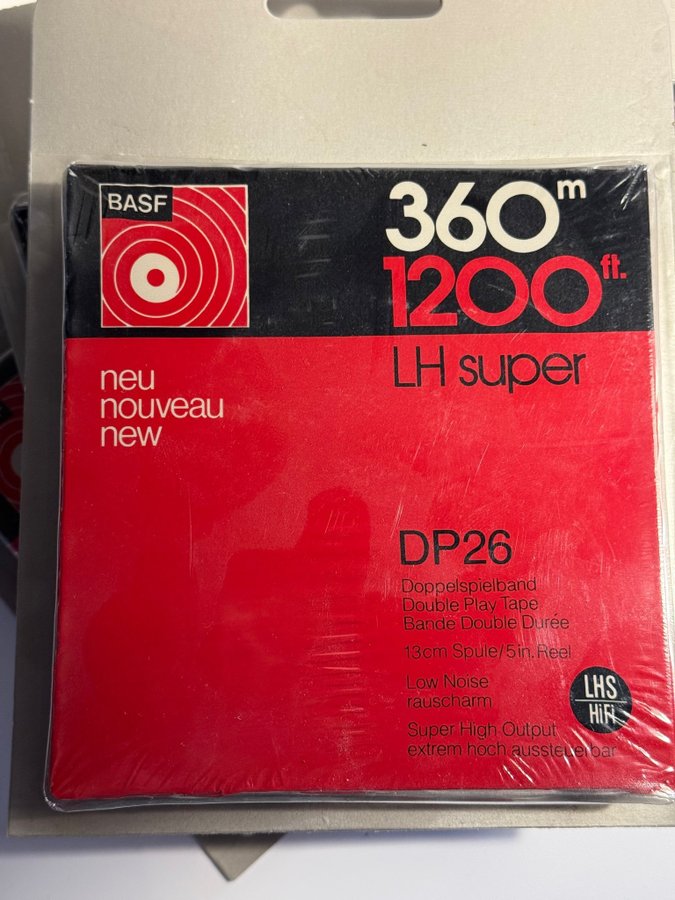 BASF
360m
1200ft.
LH super
neu
nouveau
new
DP26
Doppelspielband
Double Play Tape
Bande Double Durée
13cm Spule/5in. Reel
Low Noise
rauscharm
Super High Output
extrem hoch aussteuerbar
LHS
HiFi